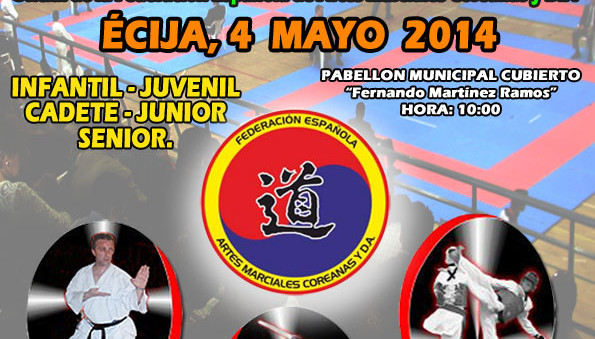 ÉCIJA, 4 MAYO 2014
INFANTIL - JUVENIL
CADETE - JUNIOR
SENIOR.
PABELLON MUNICIPAL CUBIERTO
“Fernando Martínez Ramos”
HORA: 10:00
FEDERACIÓN ESPAÑOLA
道
ARTES MARCIALES COREANAS Y D.A.